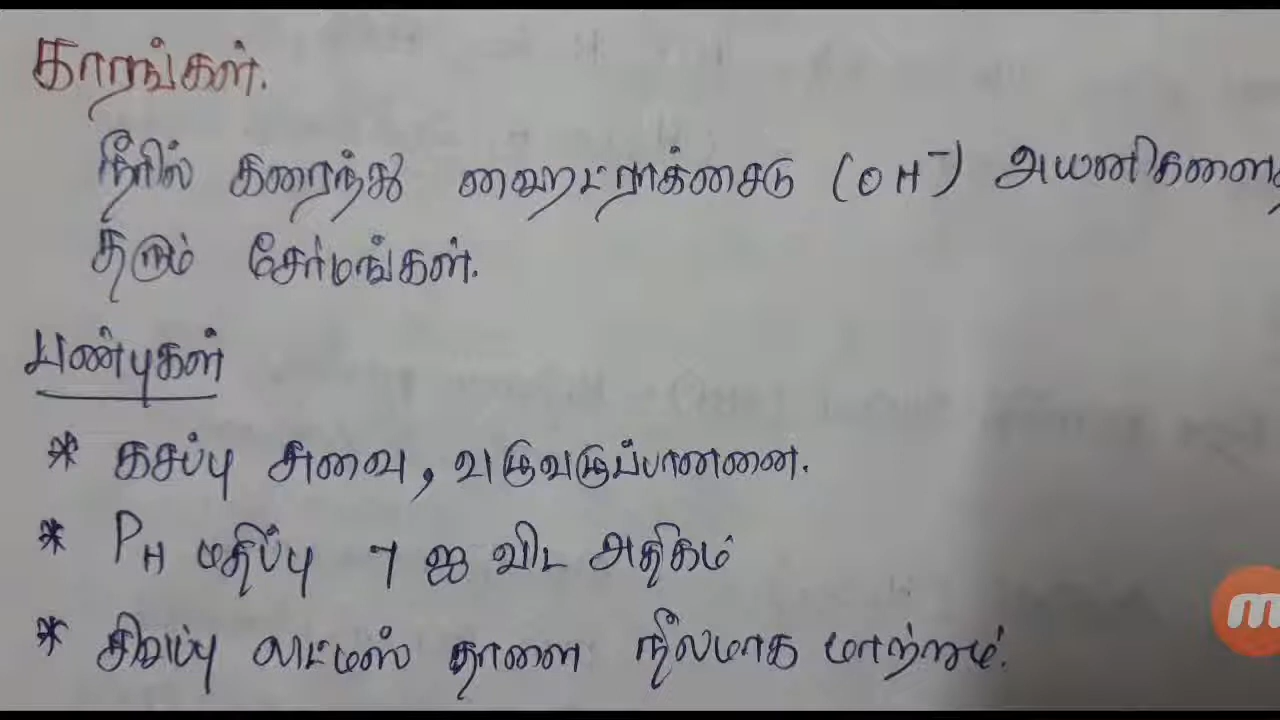 காரங்கள்.
நீரில் கரைந்து ஹைட்ராக்சைடு (OH⁻) அயனிகளைத்
தரும் சேர்மங்கள்.
பண்புகள்
* கசப்பு சுவை, வழுவழுப்பானவை.
* PH மதிப்பு 7 ஐ விட அதிகம்
* சிவப்பு லிட்மஸ் தாளை நீலமாக மாற்றும்.